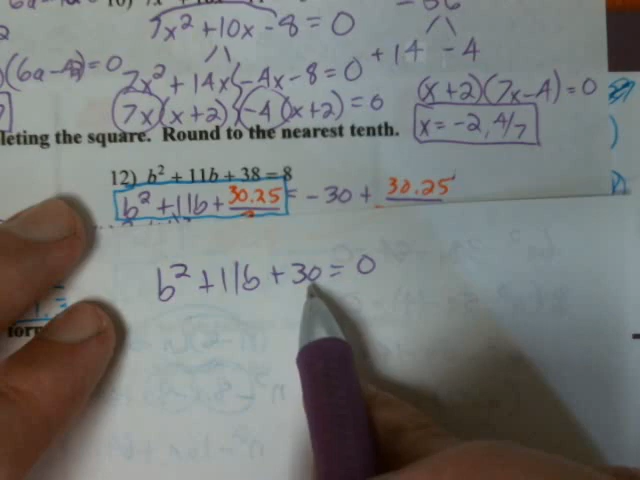 7x² + 10x - 8 = 0
+14 -4
(6a-42)=0 7x² + 14x - 4x - 8 = 0
(x+2)(7x-4) = 0
7x(x+2) -4(x+2) = 0
x = -2, 4/7
leting the square. Round to the nearest tenth.
12) b² + 11b + 38 = 8
b² + 11b + 30.25 = -30 + 30.25
b² + 11b + 30 = 0